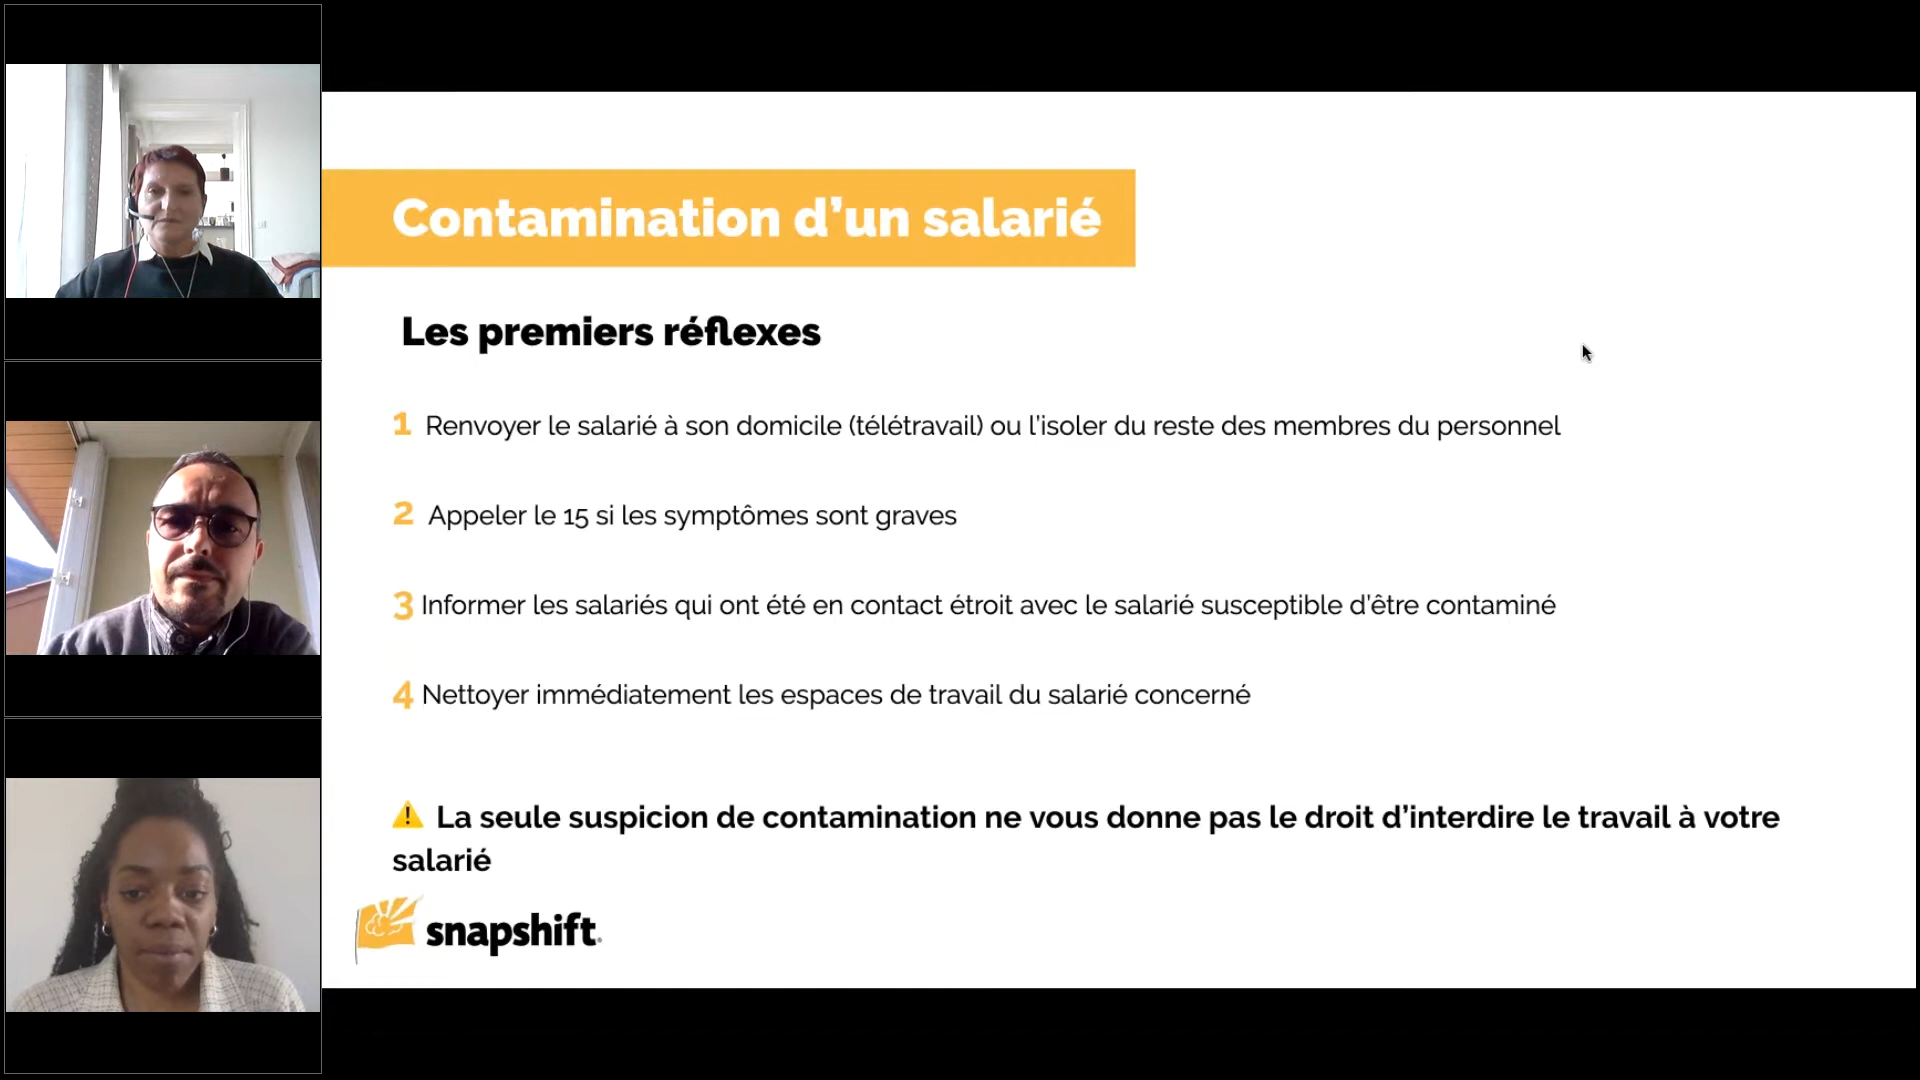 Contamination d'un salarié
Les premiers réflexes
1 Renvoyer le salarié à son domicile (télétravail) ou l'isoler du reste des membres du personnel
2 Appeler le 15 si les symptômes sont graves
3 Informer les salariés qui ont été en contact étroit avec le salarié susceptible d'être contaminé
4 Nettoyer immédiatement les espaces de travail du salarié concerné
⚠ La seule suspicion de contamination ne vous donne pas le droit d'interdire le travail à votre
salarié
snapshift